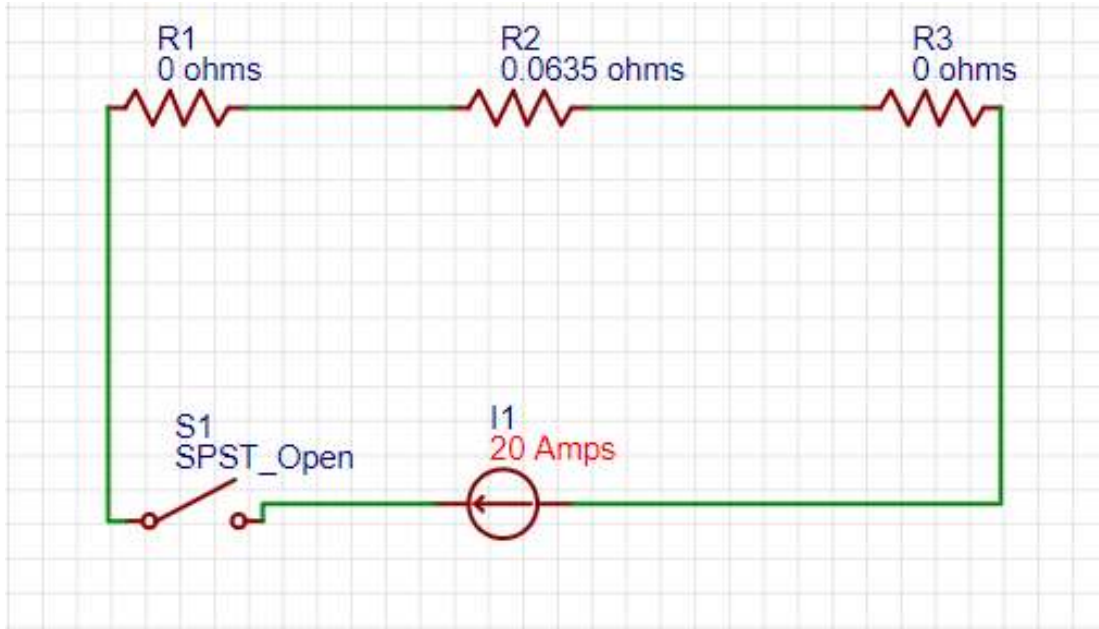 R1
0 ohms
R2
0.0635 ohms
R3
0 ohms
S1
SPST_Open
I1
20 Amps